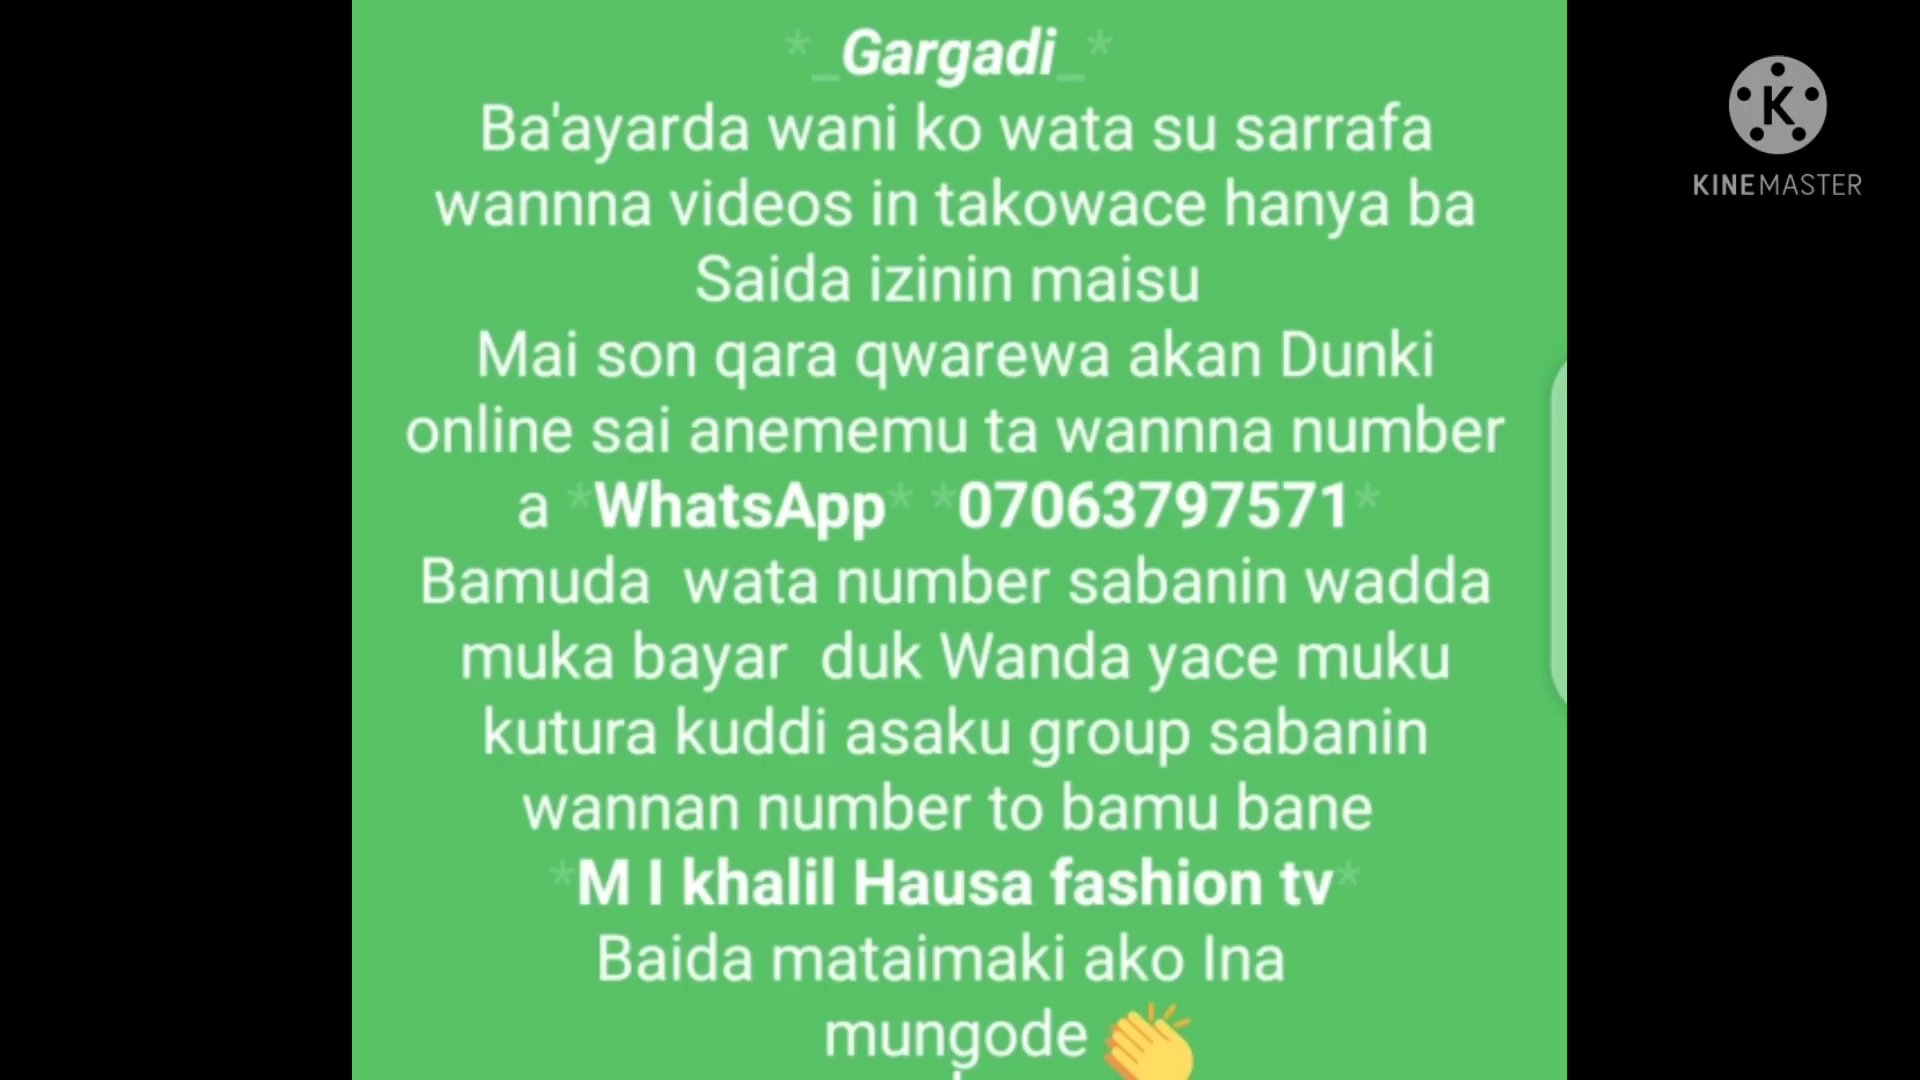 *_Gargadi_*
Ba'ayarda wani ko wata su sarrafa
wannna videos in takowace hanya ba
Saida izinin maisu
Mai son qara qwarewa akan Dunki
online sai anememu ta wannna number
a *WhatsApp* *07063797571*
Bamuda wata number sabanin wadda
muka bayar duk Wanda yace muku
kutura kuddi asaku group sabanin
wannan number to bamu bane
*M I khalil Hausa fashion tv*
Baida mataimaki ako Ina
mungode 👏
K
KINEMASTER